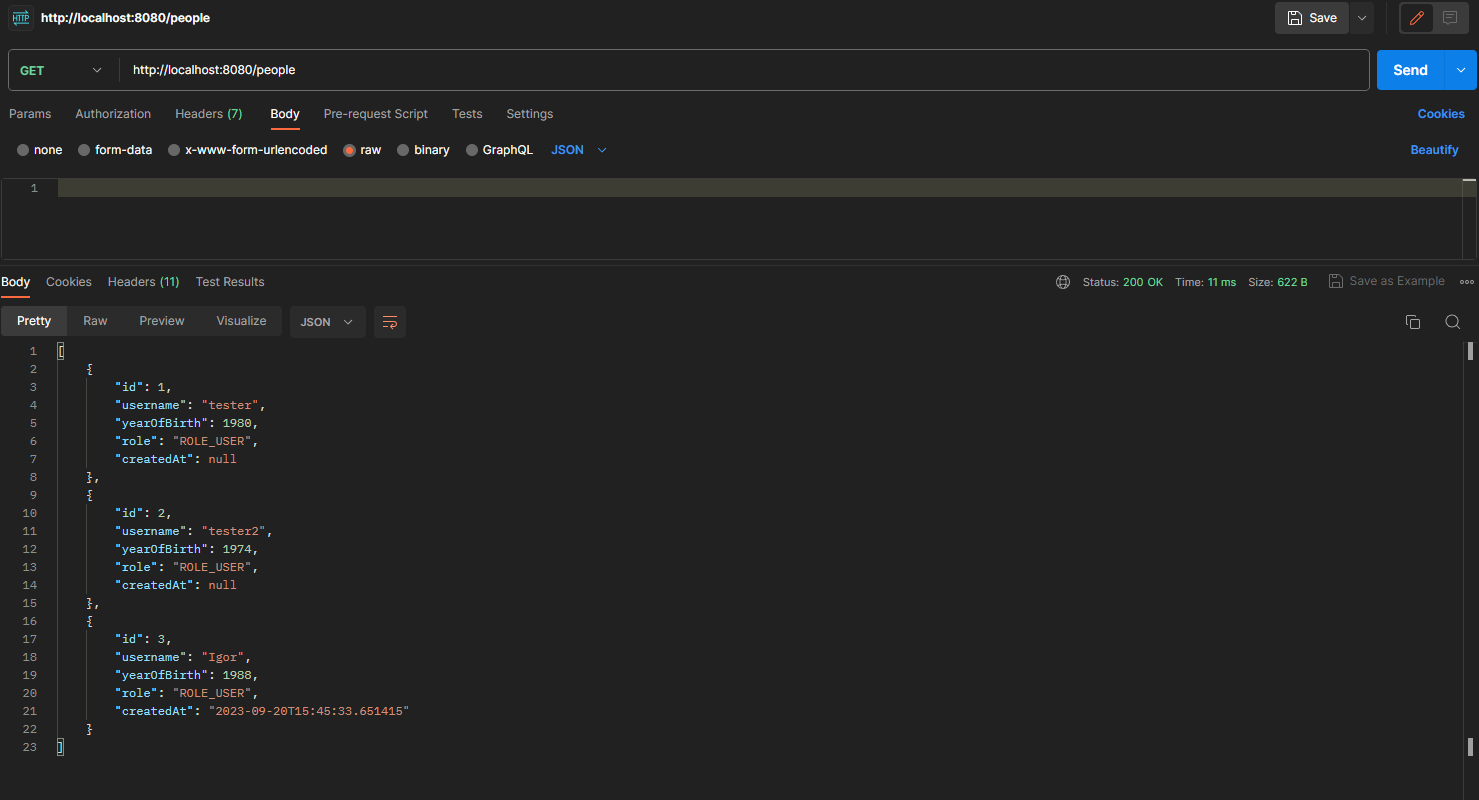 HTTP http://localhost:8080/people Save
GET http://localhost:8080/people Send
Params Authorization Headers (7) Body Pre-request Script Tests Settings Cookies
none form-data x-www-form-urlencoded raw binary GraphQL JSON Beautify
1
Body Cookies Headers (11) Test Results Status: 200 OK Time: 11 ms Size: 622 B Save as Example
Pretty Raw Preview Visualize JSON
1 [
2 {
3 "id": 1,
4 "username": "tester",
5 "yearOfBirth": 1980,
6 "role": "ROLE_USER",
7 "createdAt": null
8 },
9 {
10 "id": 2,
11 "username": "tester2",
12 "yearOfBirth": 1974,
13 "role": "ROLE_USER",
14 "createdAt": null
15 },
16 {
17 "id": 3,
18 "username": "Igor",
19 "yearOfBirth": 1988,
20 "role": "ROLE_USER",
21 "createdAt": "2023-09-20T15:45:33.651415"
22 }
23 ]